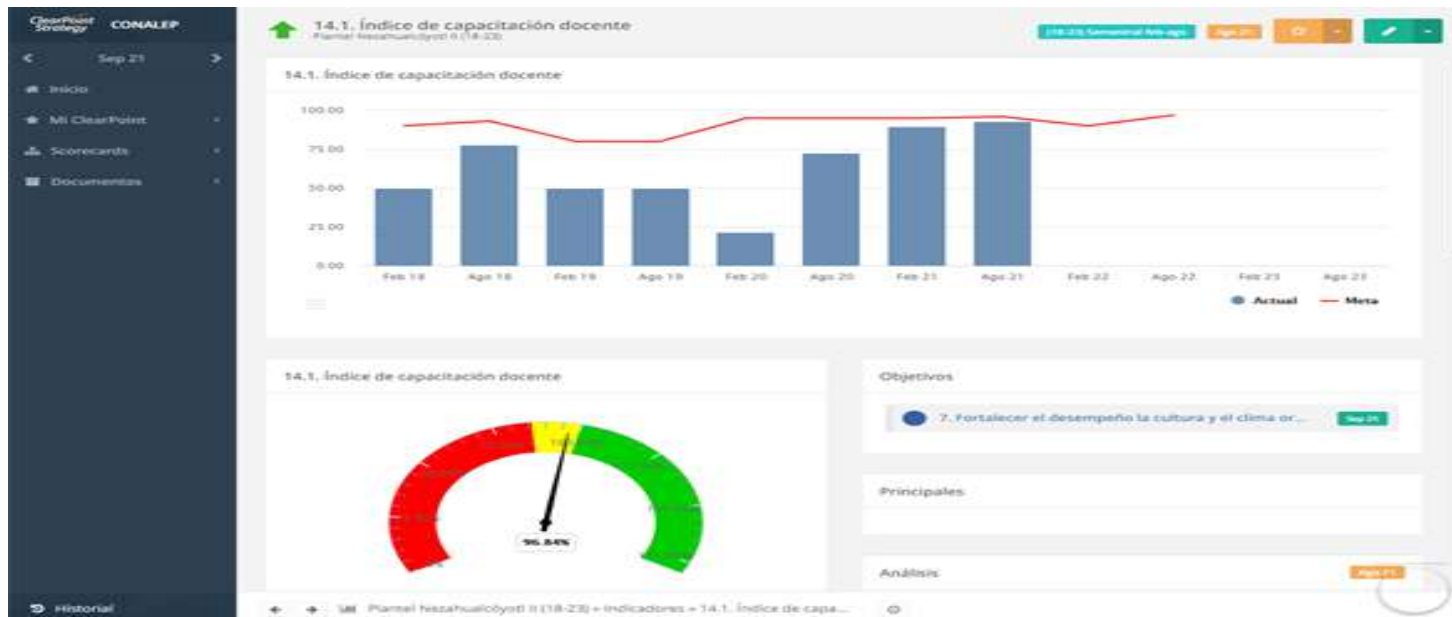 ClearPoint Strategy CONALEP
Sep 21
Inicio
Mi ClearPoint
Scorecards
Documentos
Historial
14.1. Índice de capacitación docente
Plantel Nezahualcóyotl II (18-23)
(18-23) Semestral feb-ago
Ago 21
14.1. Índice de capacitación docente
100.00
75.00
50.00
25.00
0.00
Feb 18 Ago 18 Feb 19 Ago 19 Feb 20 Ago 20 Feb 21 Ago 21 Feb 22 Ago 22 Feb 23 Ago 23
Actual Meta
14.1. Índice de capacitación docente
96.84%
Objetivos
7. Fortalecer el desempeño la cultura y el clima or...
Principales
Análisis
Ago 21
Plantel Nezahualcóyotl II (18-23) » Indicadores » 14.1. Índice de capa...